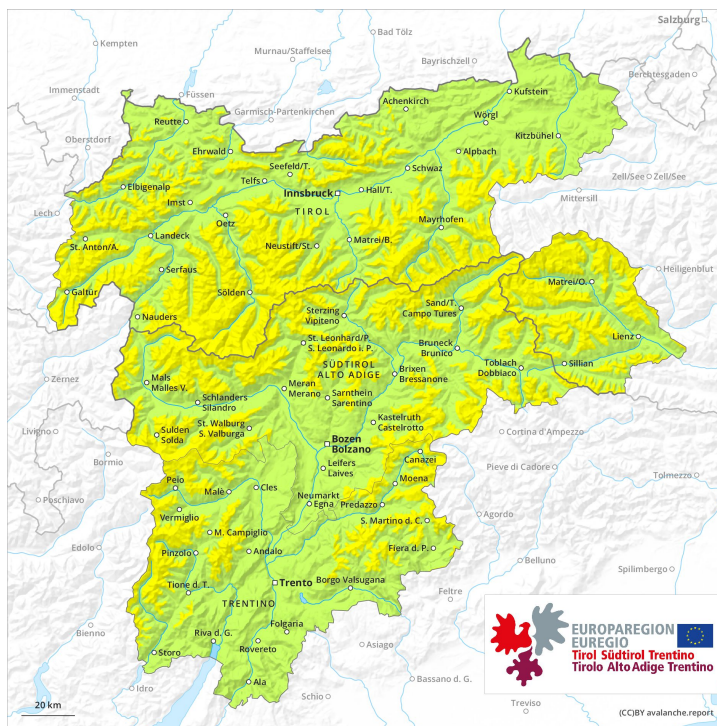 Salzburg
Kempten
Bad Tölz
Murnau/Staffelsee
Bayrischzell
Berchtesgaden
Immenstadt
Füssen
Garmisch-Partenkirchen
Achenkirch
Kufstein
Reutte
Wörgl
Oberstdorf
Ehrwald
Kitzbühel
Seefeld/T.
Alpbach
Telfs
Schwaz
Zell/See
Zell/See
Elbigenalp
Innsbruck
Hall/T.
Mittersill
Imst
TIROL
Lech
Oetz
Mayrhofen
St. Anton/A.
Landeck
Neustift/St.
Matrei/B.
Serfaus
Heiligenblut
Galtür
Sölden
Matrei/O.
Nauders
Sterzing
Vipiteno
Sand/T.
Campo Tures
St. Leonhard/P.
S. Leonardo i. P.
Bruneck
Brunico
Lienz
SÜDTIROL
ALTO ADIGE
Toblach
Dobbiaco
Sillian
Brixen
Bressanone
Zernez
Mals
Malles V.
Meran
Merano
Schlanders
Silandro
Sarnthein
Sarentino
St. Walburg
S. Valburga
Kastelruth
Castelrotto
Livigno
Sulden
Solda
Bozen
Bolzano
Cortina d'Ampezzo
Bormio
Canazei
Leifers
Laives
Pieve di Cadore
Peio
Moena
Tolmezzo
Poschiavo
Malè
Cles
Neumarkt
Egna
Predazzo
Vermiglio
Agordo
S. Martino d. C.
M. Campiglio
Edolo
Pinzolo
Andalo
Fiera d. P.
Belluno
Tione d. T.
Trento
Borgo Valsugana
Spilimbergo
Feltre
TRENTINO
Folgaria
Bienno
Riva d. G.
Rovereto
Asiago
Storo
Bassano d. G.
Idro
Ala
Schio
Treviso
EUROPAREGION
EUREGIO
Tirol Südtirol Trentino
Tirolo Alto Adige Trentino
20 km
(CC)BY avalanche.report